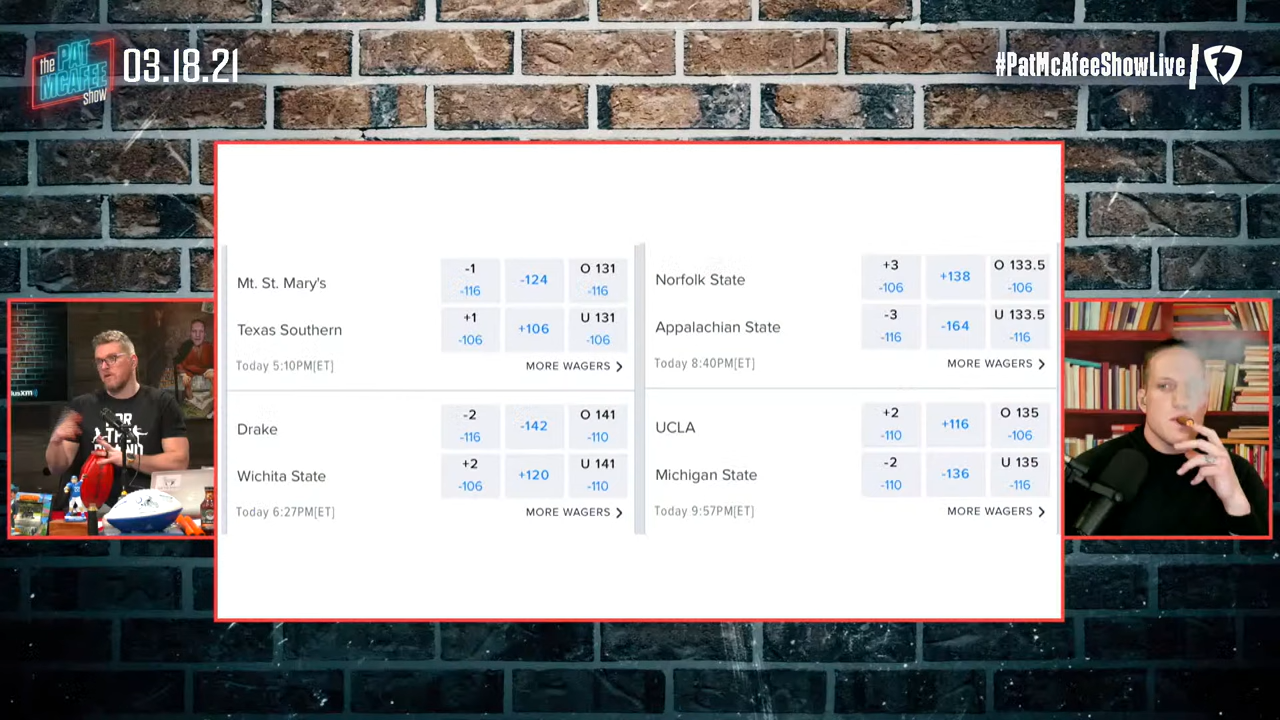 the
PAT
MCAFEE
show
03.18.21
#PatMcAfeeShowLive
Mt. St. Mary's
-1
-116
-124
O 131
-116
Texas Southern
+1
-106
+106
U 131
-106
Today 5:10PM[ET]
MORE WAGERS
Drake
-2
-116
-142
O 141
-110
Wichita State
+2
-106
+120
U 141
-110
Today 6:27PM[ET]
MORE WAGERS
Norfolk State
+3
-106
+138
O 133.5
-106
Appalachian State
-3
-116
-164
U 133.5
-116
Today 8:40PM[ET]
MORE WAGERS
UCLA
+2
-110
+116
O 135
-106
Michigan State
-2
-110
-136
U 135
-116
Today 9:57PM[ET]
MORE WAGERS
FOR
THE